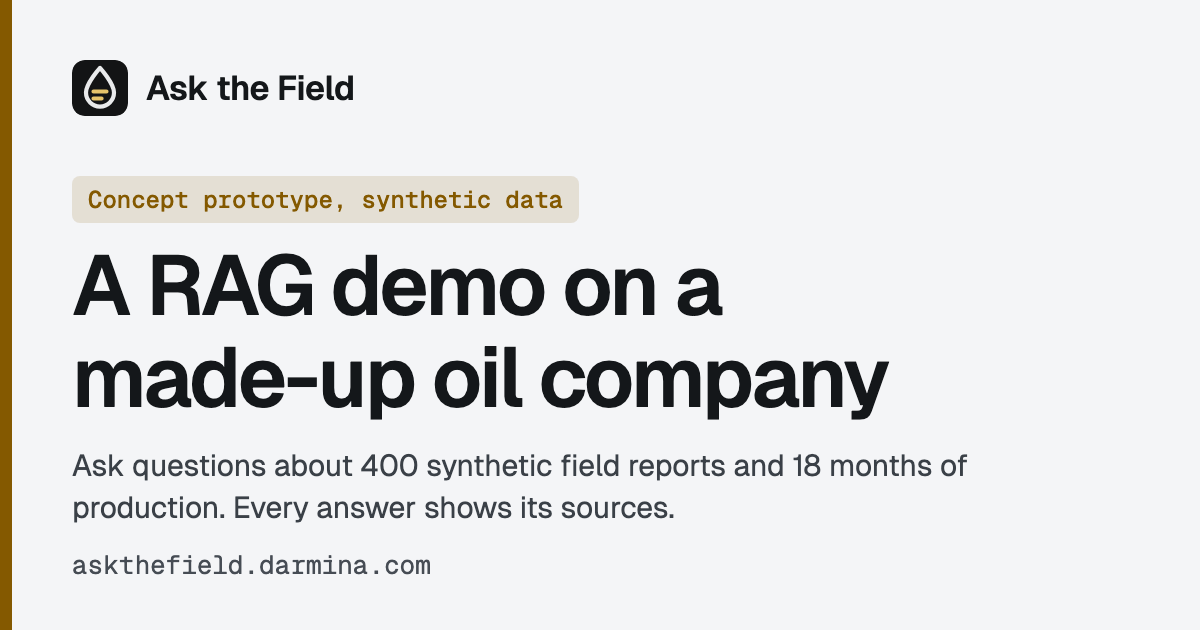 Ask the Field
Concept prototype, synthetic data
A RAG demo on a
made-up oil company
Ask questions about 400 synthetic field reports and 18 months of
production. Every answer shows its sources.
askthefield.darmina.com